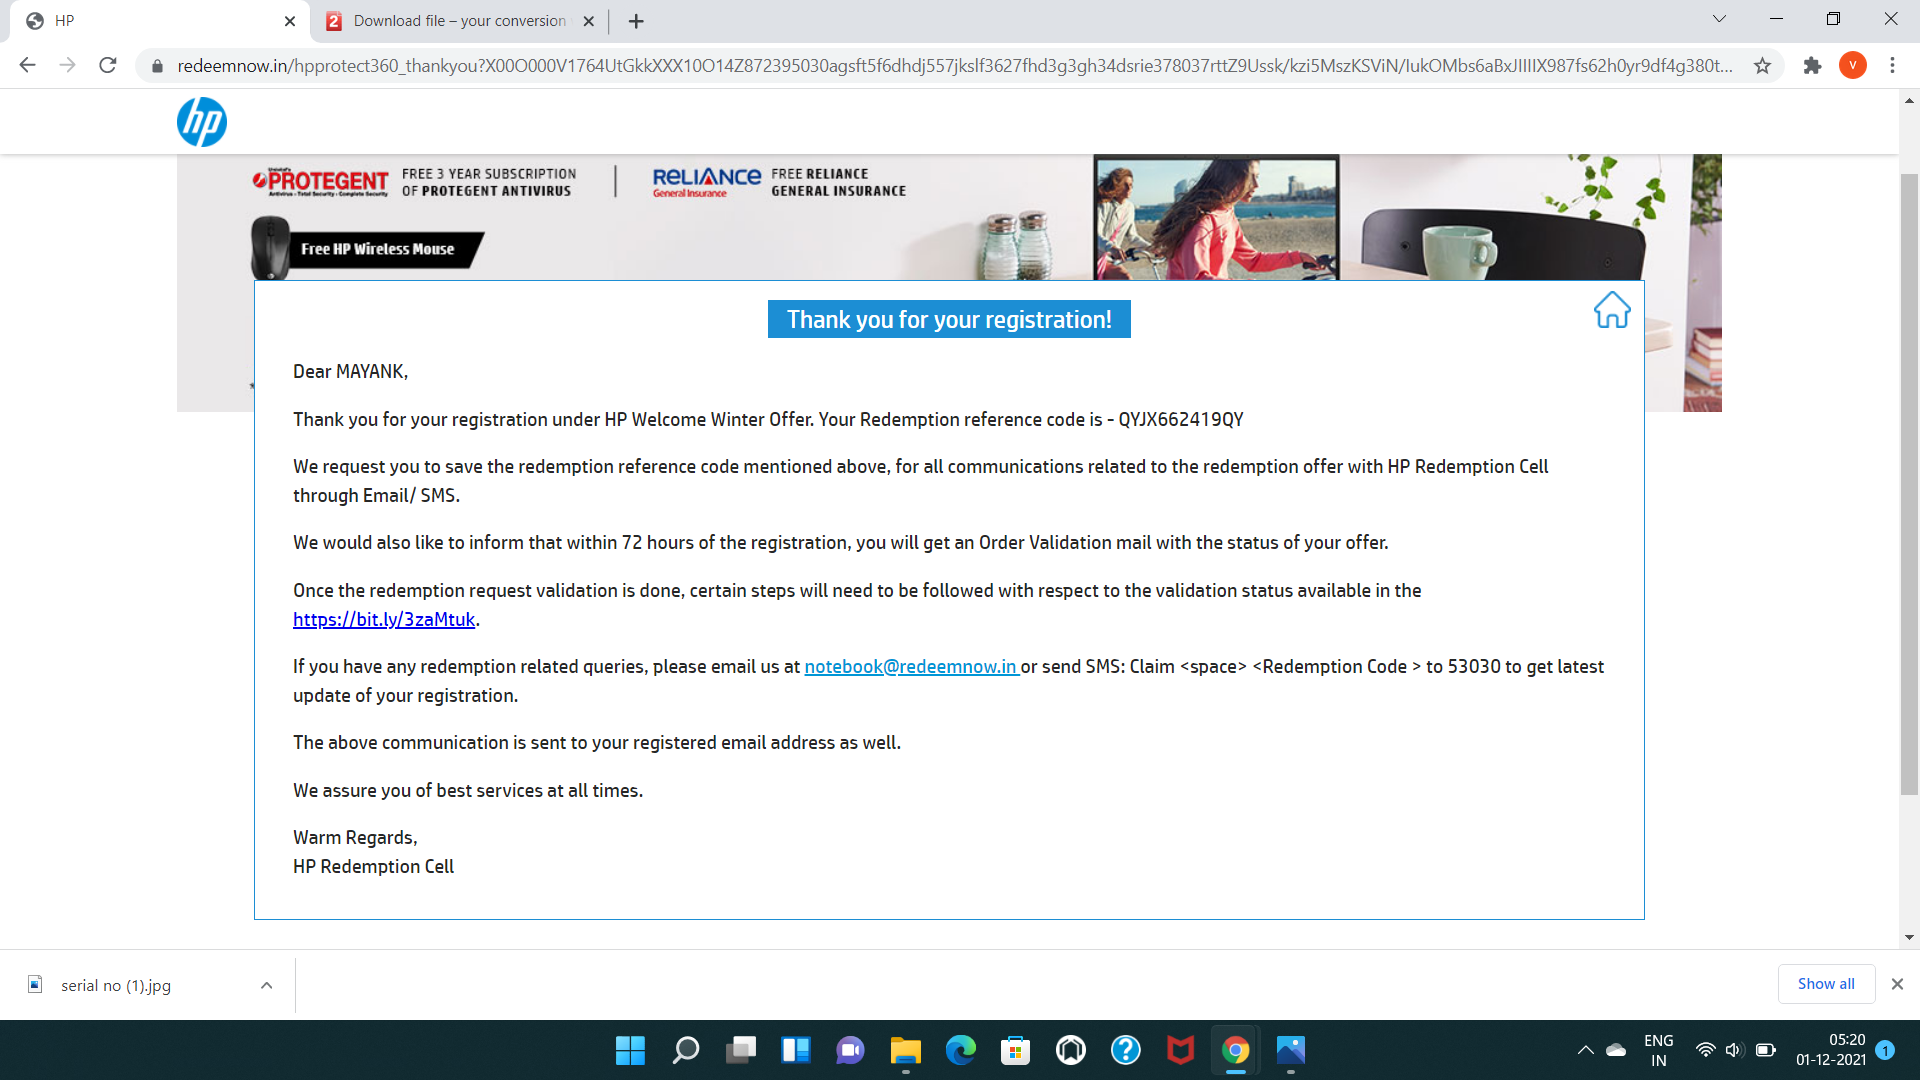 HP
Download file – your conversion
redeemnow.in/hpprotect360_thankyou?X00O000V1764UtGkkXXX10O14Z872395030agsft5f6dhdj557jkslf3627fhd3g3gh34dsrie378037rttZ9Ussk/kzi5MszKSViN/IukOMbs6aBxJIIIIX987fs62h0yr9df4g380t...
V
hp
Unistal's
PROTEGENT
Antivirus - Total Security - Complete Security
FREE 3 YEAR SUBSCRIPTION
OF PROTEGENT ANTIVIRUS
RELIANCE
General Insurance
FREE RELIANCE
GENERAL INSURANCE
Free HP Wireless Mouse
Thank you for your registration!
Dear MAYANK,
*
Thank you for your registration under HP Welcome Winter Offer. Your Redemption reference code is - QYJX662419QY
We request you to save the redemption reference code mentioned above, for all communications related to the redemption offer with HP Redemption Cell
through Email/ SMS.
We would also like to inform that within 72 hours of the registration, you will get an Order Validation mail with the status of your offer.
Once the redemption request validation is done, certain steps will need to be followed with respect to the validation status available in the
https://bit.ly/3zaMtuk.
If you have any redemption related queries, please email us at notebook@redeemnow.in or send SMS: Claim <space> <Redemption Code > to 53030 to get latest
update of your registration.
The above communication is sent to your registered email address as well.
We assure you of best services at all times.
Warm Regards,
HP Redemption Cell
serial no (1).jpg
Show all
ENG
IN
05:20
01-12-2021
1